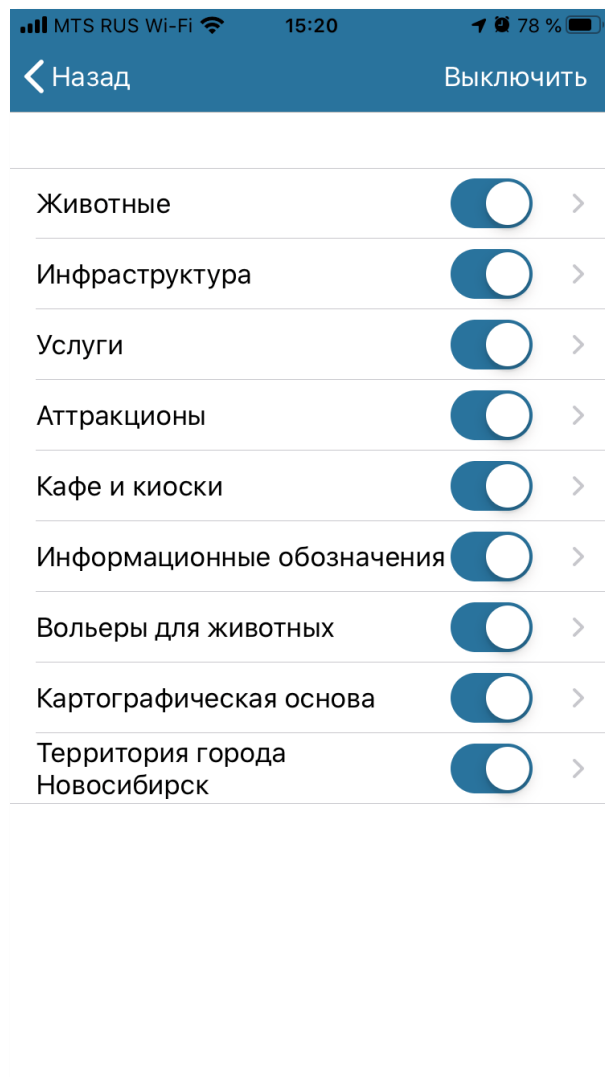 MTS RUS Wi-Fi 15:20 78 %
Назад Выключить
Животные
Инфраструктура
Услуги
Аттракционы
Кафе и киоски
Информационные обозначения
Вольеры для животных
Картографическая основа
Территория города
Новосибирск